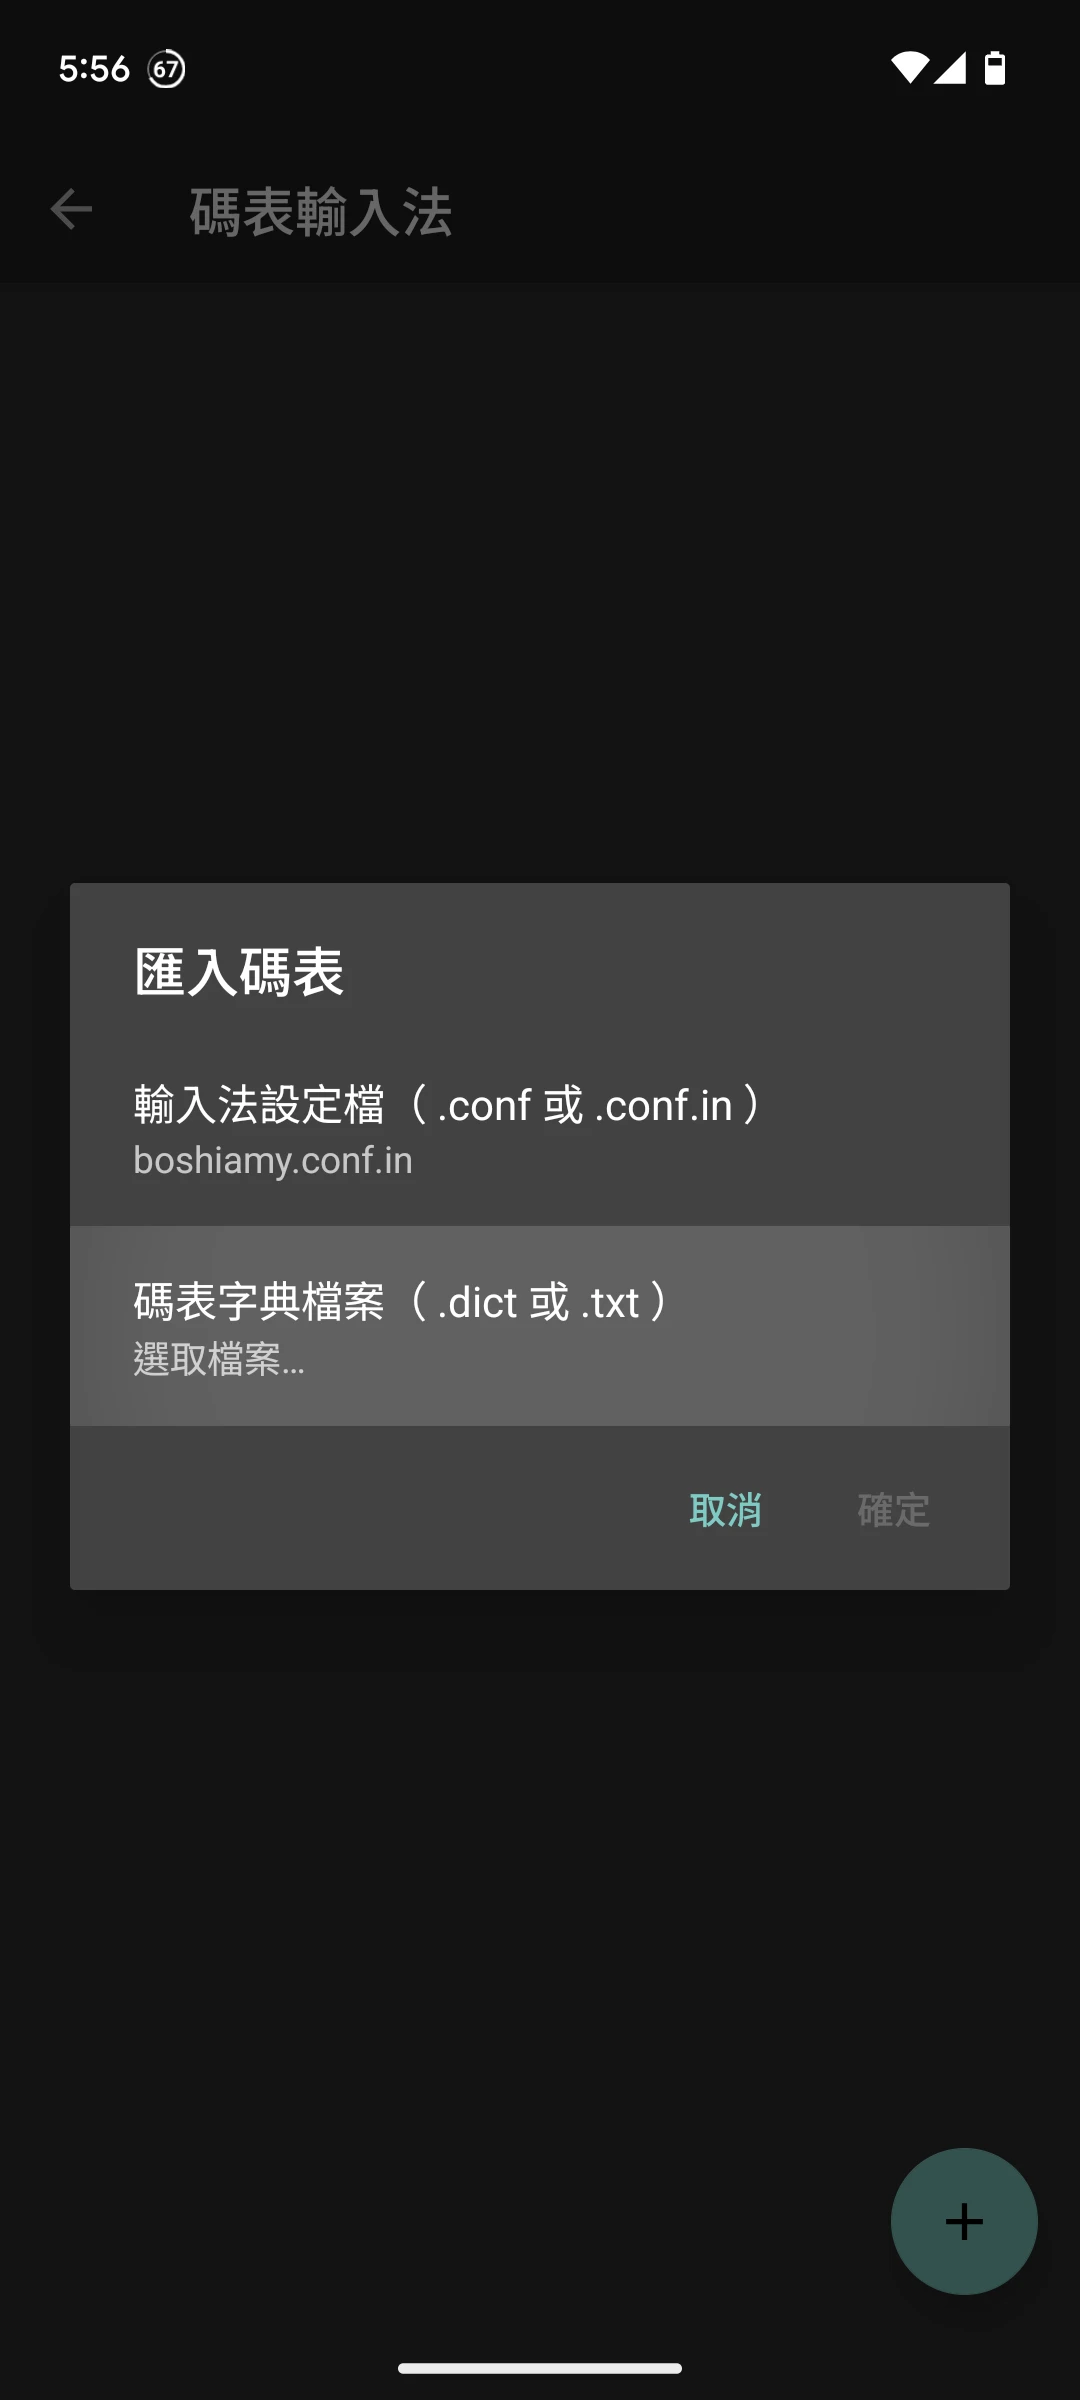 5:56 67
碼表輸入法
匯入碼表
輸入法設定檔（ .conf 或 .conf.in ）
boshiamy.conf.in
碼表字典檔案（ .dict 或 .txt ）
選取檔案…
取消 確定